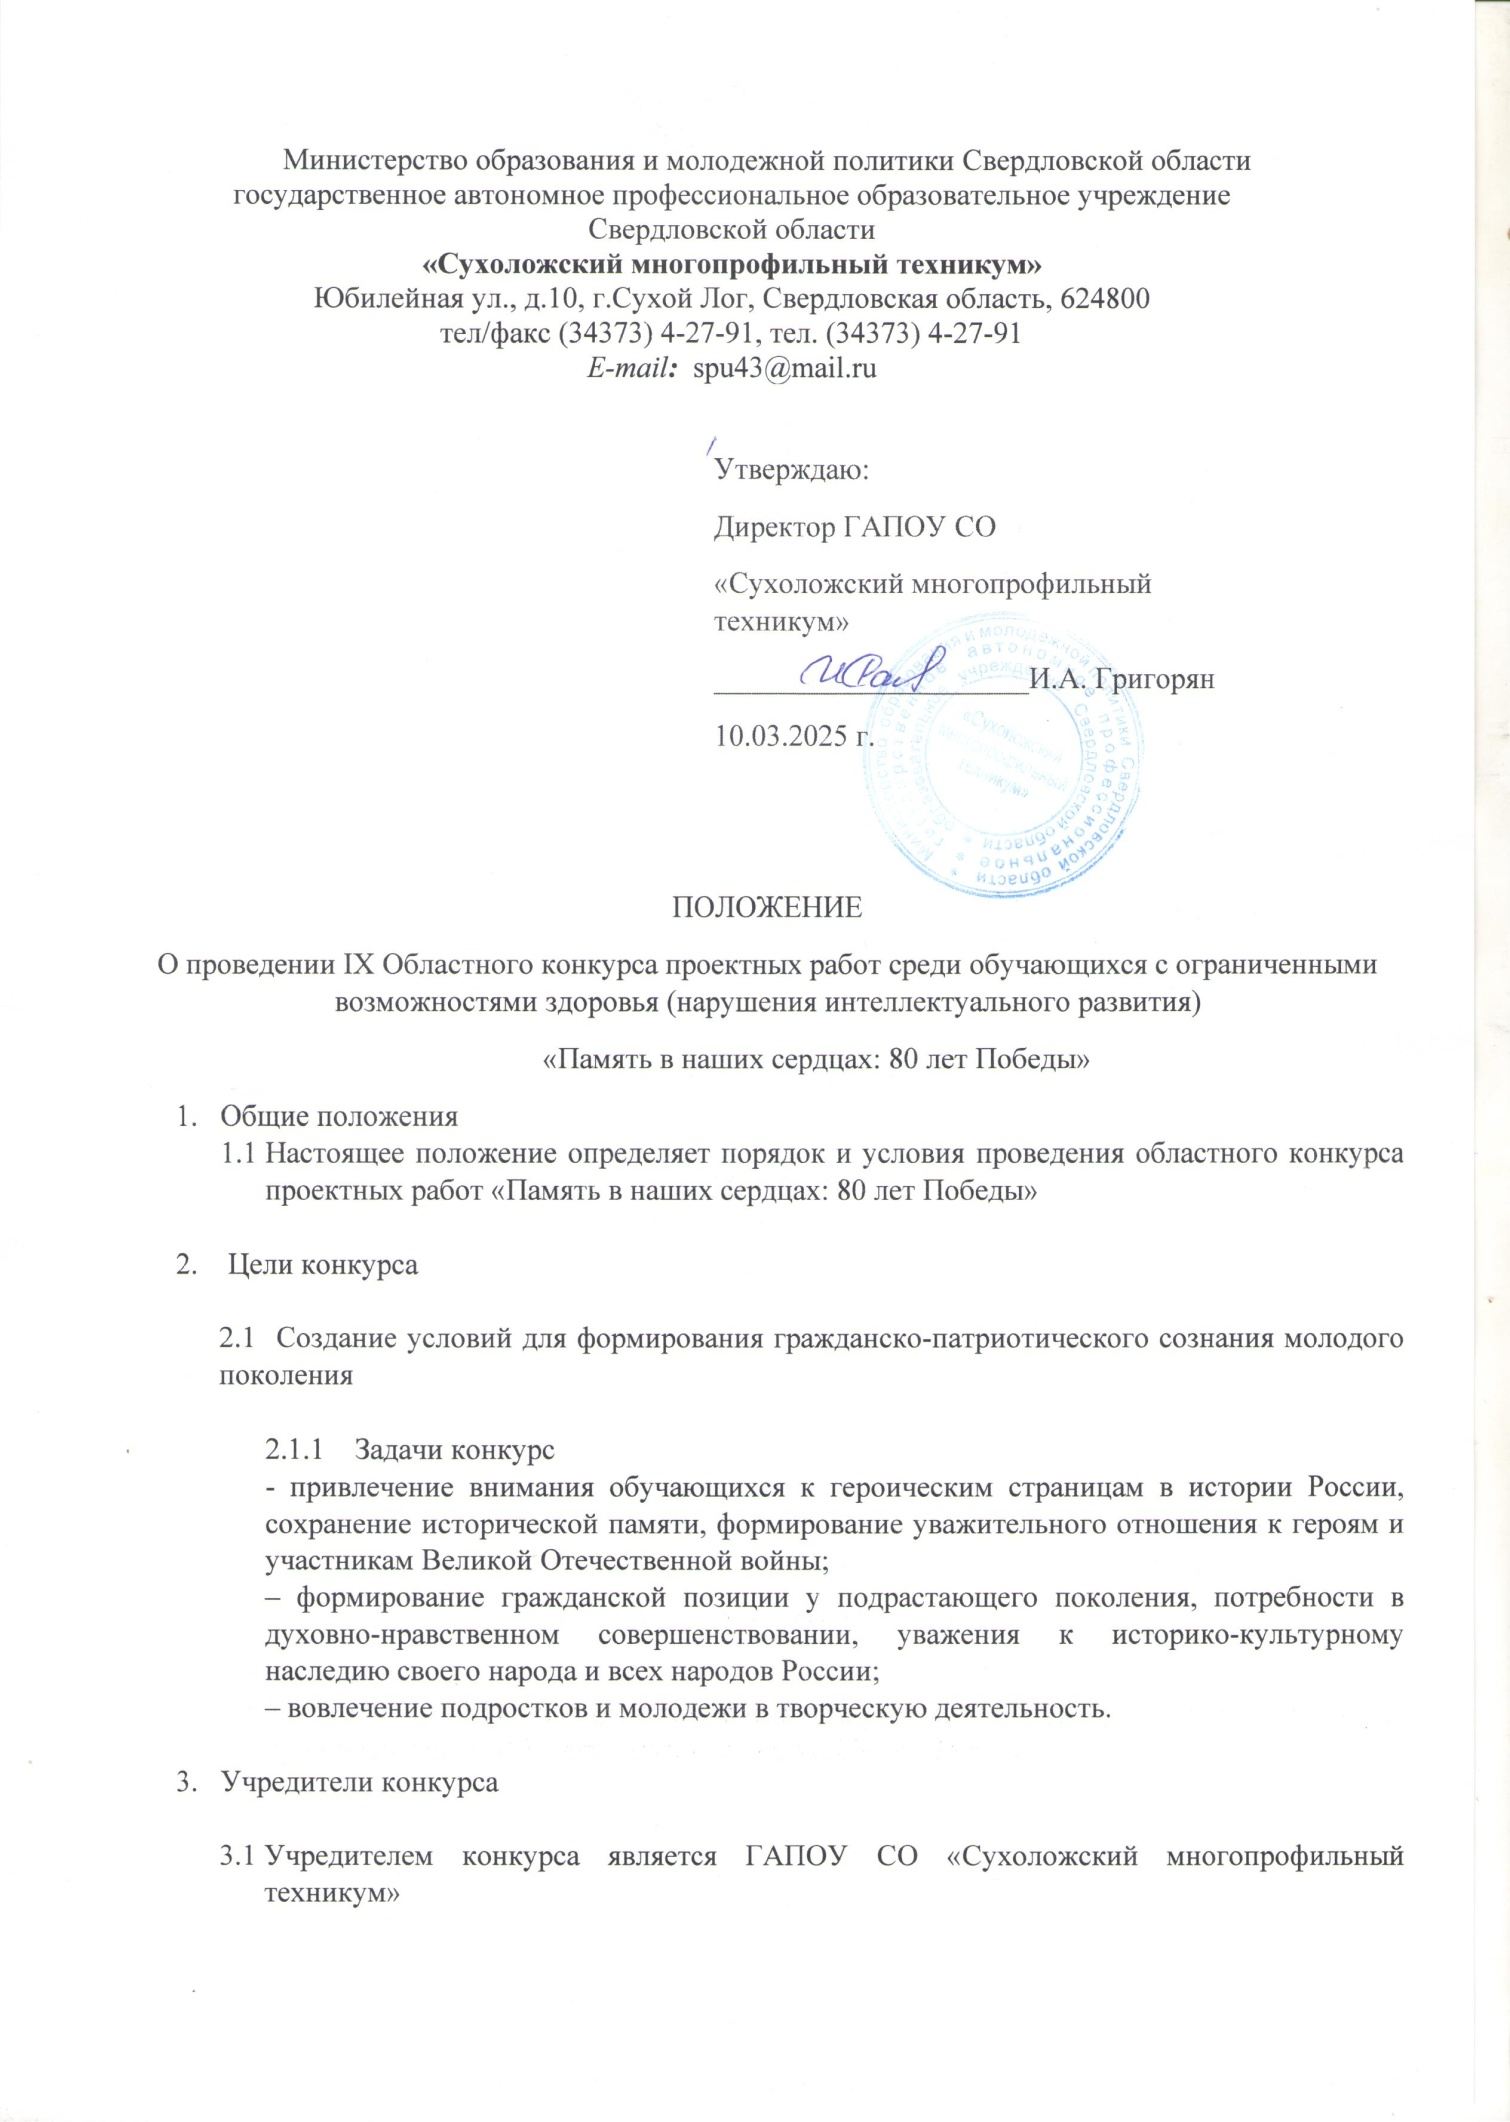 Министерство образования и молодежной политики Свердловской области
государственное автономное профессиональное образовательное учреждение
Свердловской области
«Сухоложский многопрофильный техникум»
Юбилейная ул., д.10, г.Сухой Лог, Свердловская область, 624800
тел/факс (34373) 4-27-91, тел. (34373) 4-27-91
E-mail: spu43@mail.ru
Утверждаю:
Директор ГАПОУ СО
«Сухоложский многопрофильный
техникум»
И.А. Григорян
10.03.2025 г.
ПОЛОЖЕНИЕ
О проведении IX Областного конкурса проектных работ среди обучающихся с ограниченными
возможностями здоровья (нарушения интеллектуального развития)
«Память в наших сердцах: 80 лет Победы»
1. Общие положения
1.1 Настоящее положение определяет порядок и условия проведения областного конкурса
проектных работ «Память в наших сердцах: 80 лет Победы»
2. Цели конкурса
2.1 Создание условий для формирования гражданско-патриотического сознания молодого
поколения
2.1.1 Задачи конкурс
- привлечение внимания обучающихся к героическим страницам в истории России,
сохранение исторической памяти, формирование уважительного отношения к героям и
участникам Великой Отечественной войны;
– формирование гражданской позиции у подрастающего поколения, потребности в
духовно-нравственном совершенствовании, уважения к историко-культурному
наследию своего народа и всех народов России;
– вовлечение подростков и молодежи в творческую деятельность.
3. Учредители конкурса
3.1 Учредителем конкурса является ГАПОУ СО «Сухоложский многопрофильный
техникум»